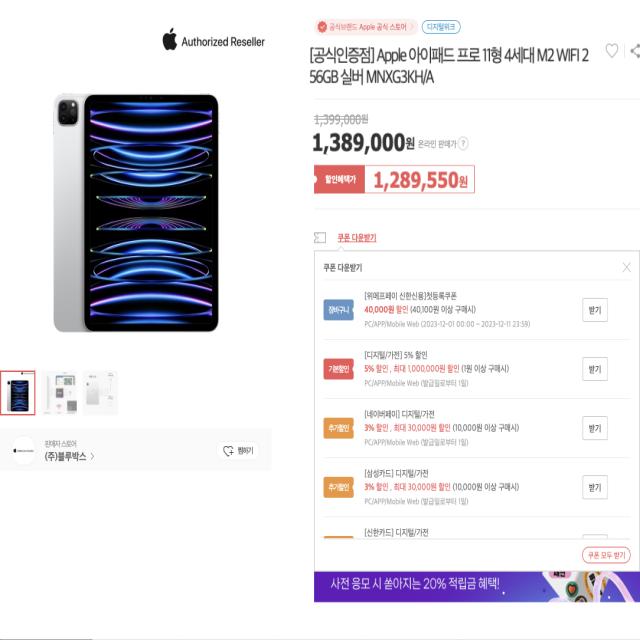 Authorized Reseller
공식브랜드 Apple 공식 스토어 >
디지털위크
[공식인증점] Apple 아이패드 프로 11형 4세대 M2 WIFI 2
56GB 실버 MNXG3KH/A
1,399,000원
1,389,000원 온라인 판매가 ?
할인혜택가 1,289,550원
쿠폰 다운받기
쿠폰 다운받기
장바구니
[위메프페이 신한신용]첫등록쿠폰
40,000원 할인 (40,100원 이상 구매시)
PC/APP/Mobile Web (2023-12-01 00:00 ~ 2023-12-11 23:59)
받기
기본할인
[디지털/가전] 5% 할인
5% 할인 , 최대 1,000,000원 할인 (1원 이상 구매시)
PC/APP/Mobile Web (발급일로부터 1일)
받기
추가할인
[네이버페이] 디지털/가전
3% 할인 , 최대 30,000원 할인 (10,000원 이상 구매시)
PC/APP/Mobile Web (발급일로부터 1일)
받기
추가할인
[삼성카드] 디지털/가전
3% 할인 , 최대 30,000원 할인 (10,000원 이상 구매시)
PC/APP/Mobile Web (발급일로부터 1일)
받기
[신한카드] 디지털/가전
쿠폰 모두 받기
사전 응모 시 쏟아지는 20% 적립금 혜택!
판매자 스토어
(주)블루박스 >
찜하기